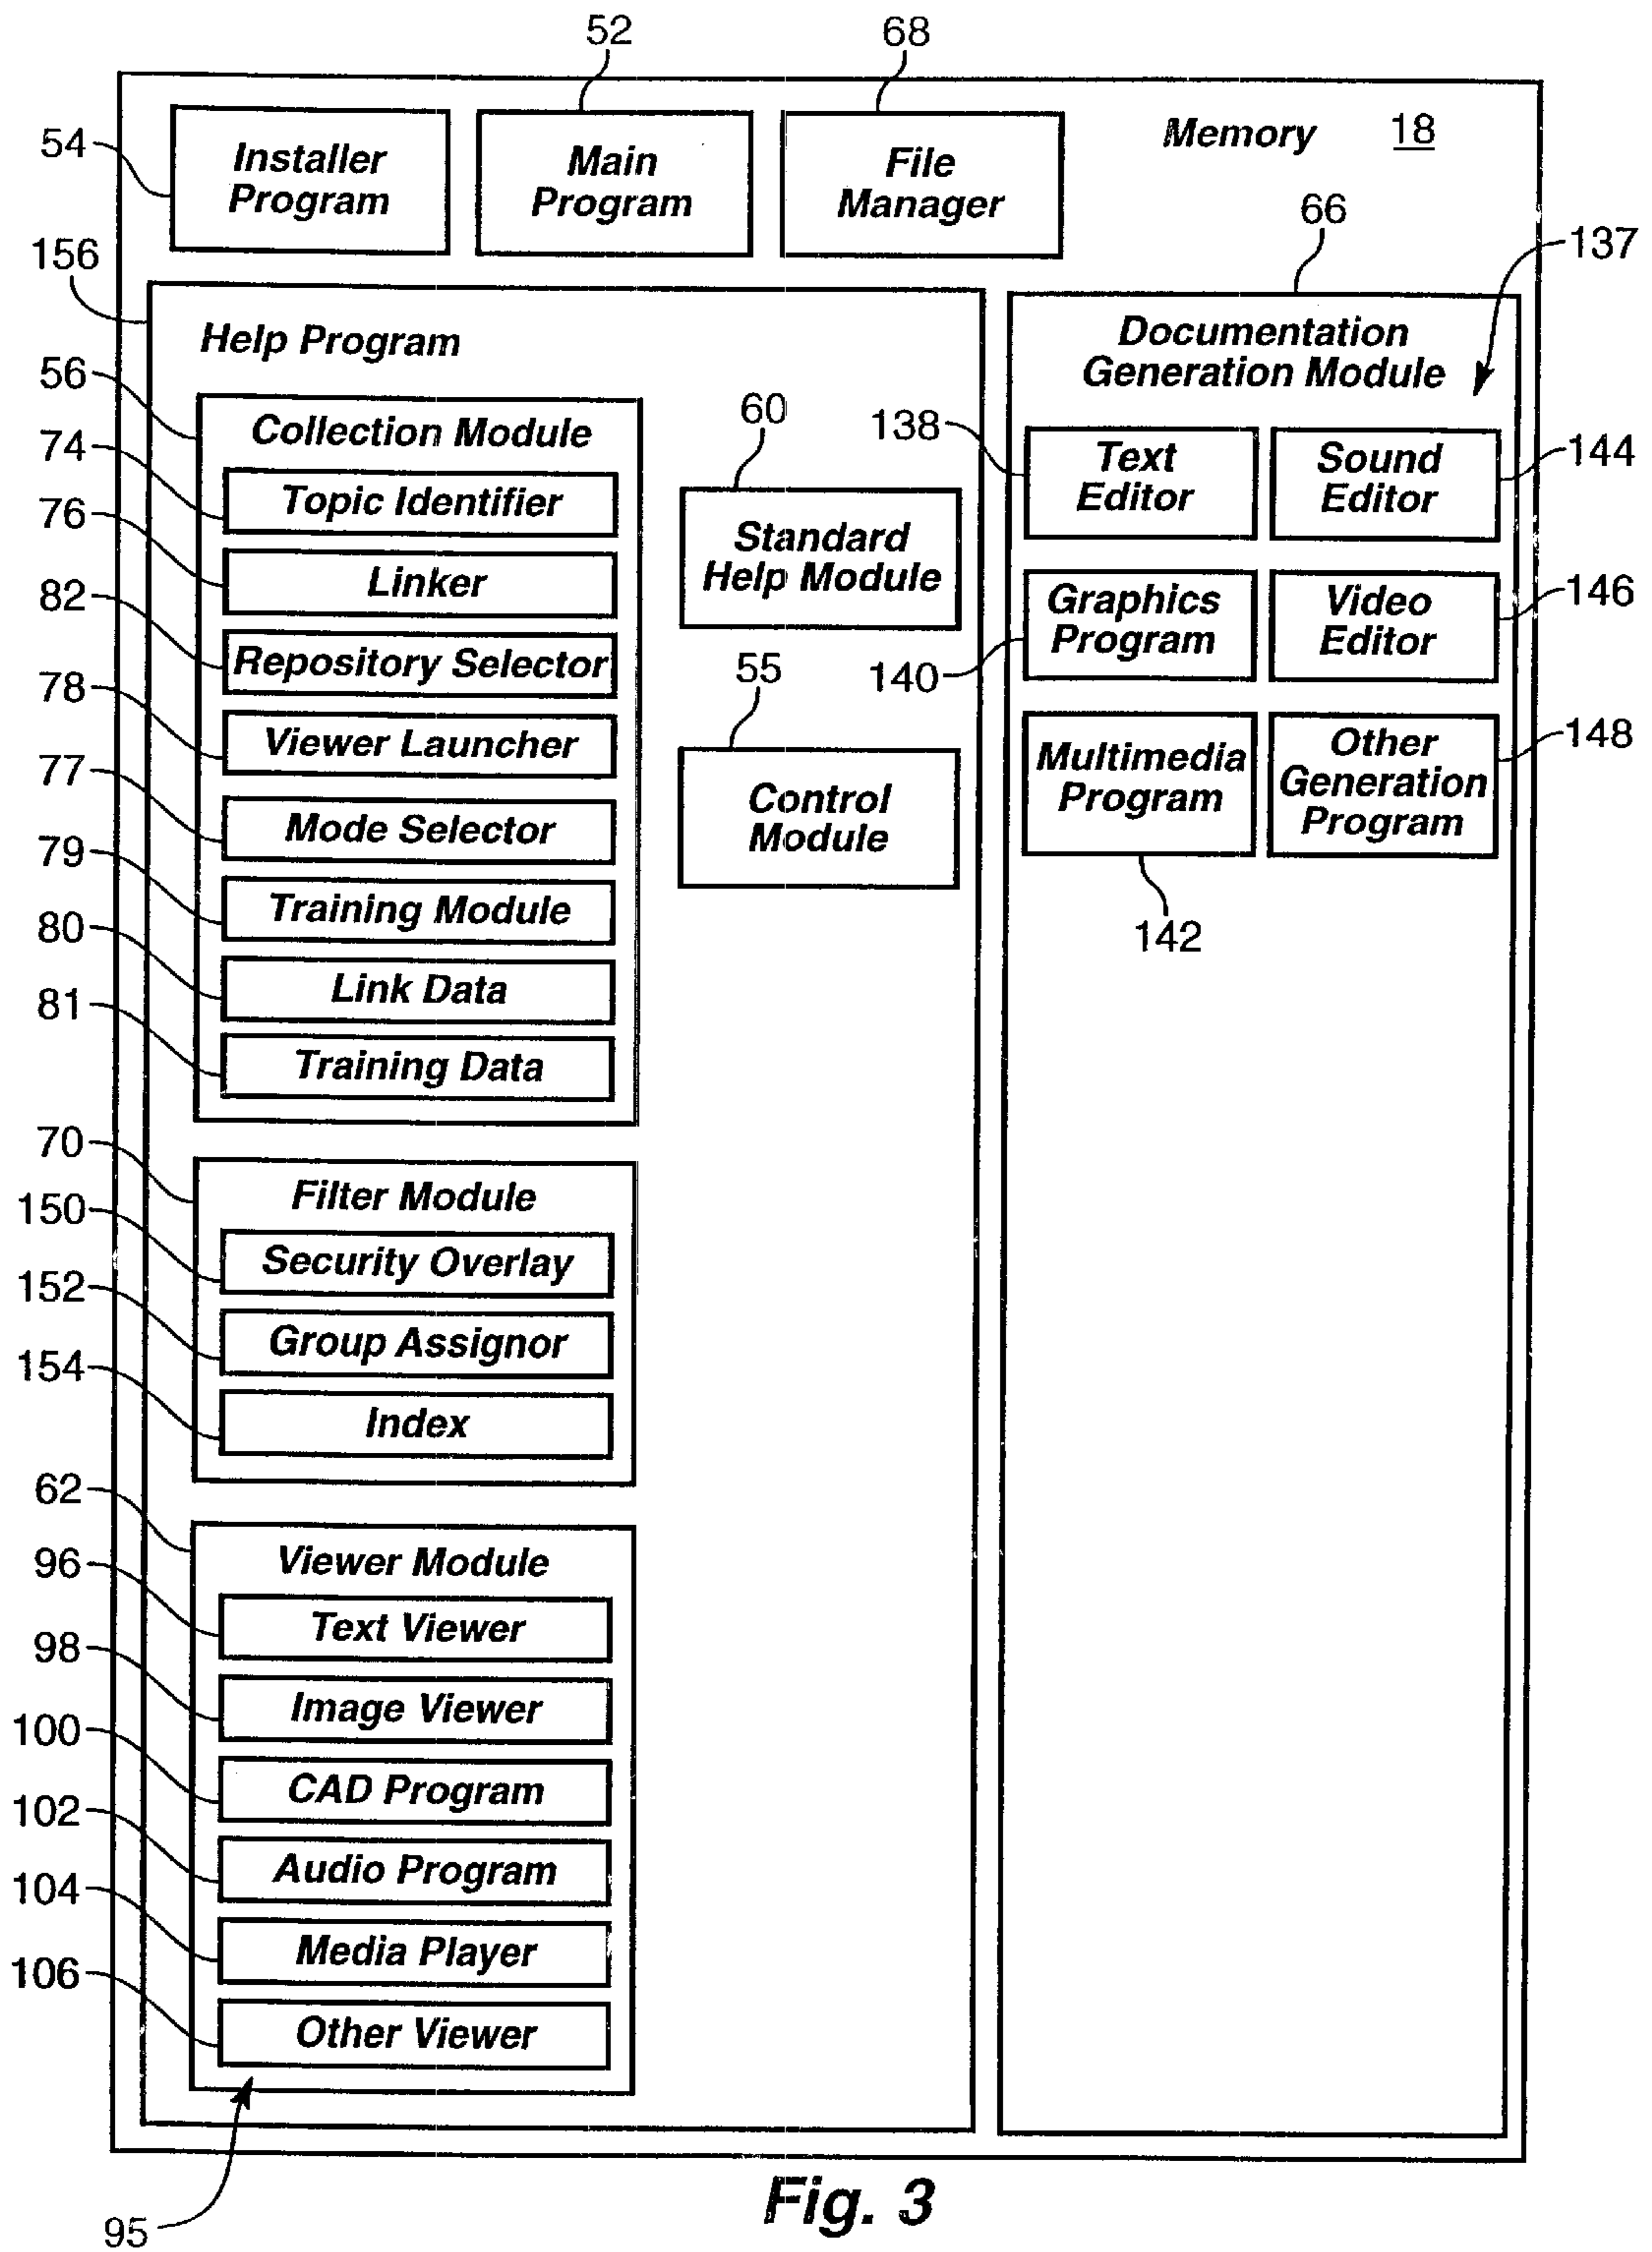 52
68
54
Installer
Program
Main
Program
File
Manager
Memory 18
156
66
137
Help Program
Documentation
Generation Module
56
Collection Module
74
Topic Identifier
76
Linker
82
Repository Selector
78
Viewer Launcher
77
Mode Selector
79
Training Module
80
Link Data
81
Training Data
60
Standard
Help Module
55
Control
Module
138
Text
Editor
Sound
Editor
144
Graphics
Program
140
Video
Editor
146
Multimedia
Program
142
Other
Generation
Program
148
70
Filter Module
150
Security Overlay
152
Group Assignor
154
Index
62
Viewer Module
96
Text Viewer
98
Image Viewer
100
CAD Program
102
Audio Program
104
Media Player
106
Other Viewer
95
Fig. 3